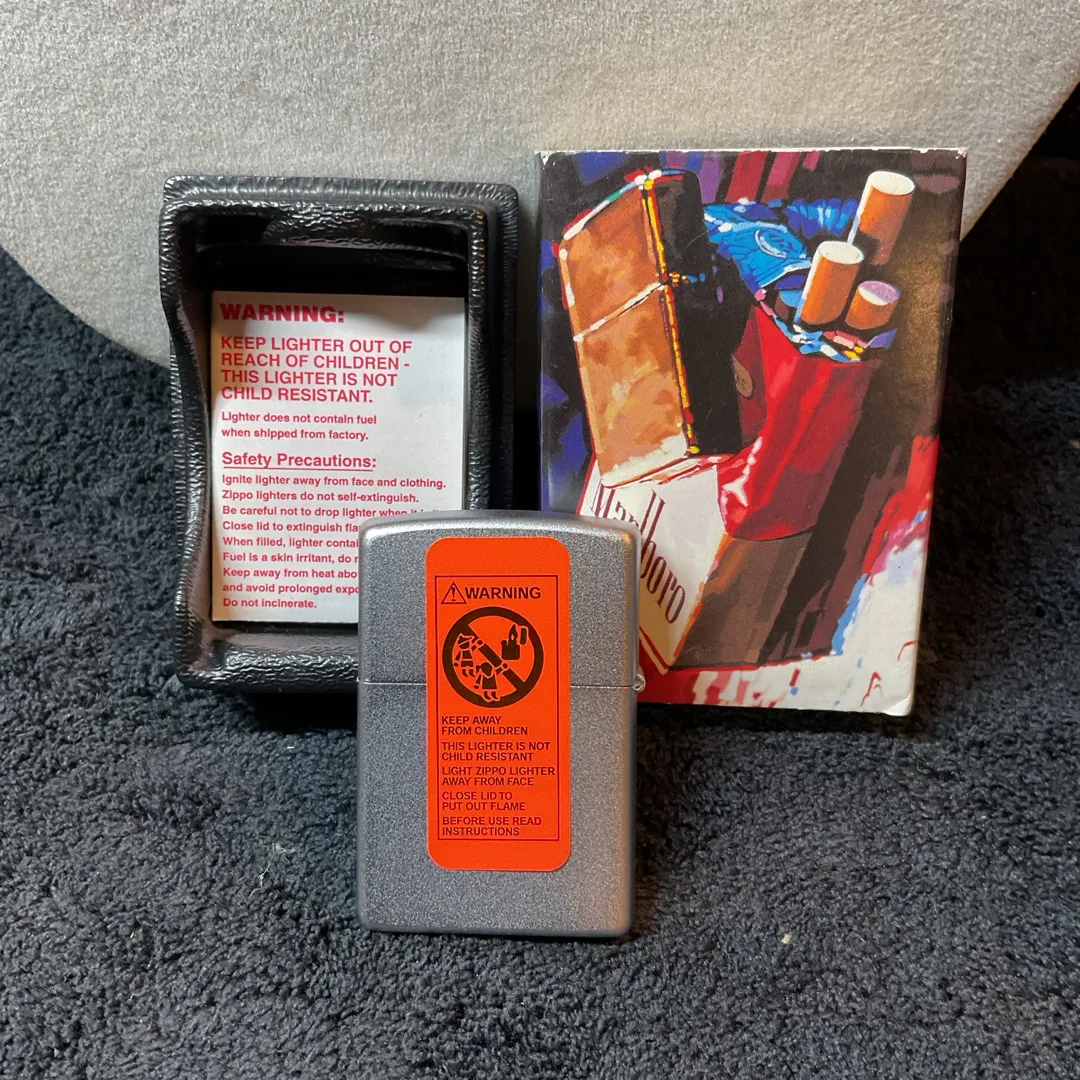 WARNING:
KEEP LIGHTER OUT OF
REACH OF CHILDREN -
THIS LIGHTER IS NOT
CHILD RESISTANT.
Lighter does not contain fuel
when shipped from factory.
Safety Precautions:
Ignite lighter away from face and clothing.
Zippo lighters do not self-extinguish.
Be careful not to drop lighter when
Close lid to extinguish
When filled, lighter
Fuel is a skin irritant, do
Keep away from heat
and avoid prolonged
Do not incinerate.
Marlboro
WARNING
KEEP AWAY
FROM CHILDREN
THIS LIGHTER IS NOT
CHILD RESISTANT
LIGHT ZIPPO LIGHTER
AWAY FROM FACE
CLOSE LID TO
PUT OUT FLAME
BEFORE USE READ
INSTRUCTIONS